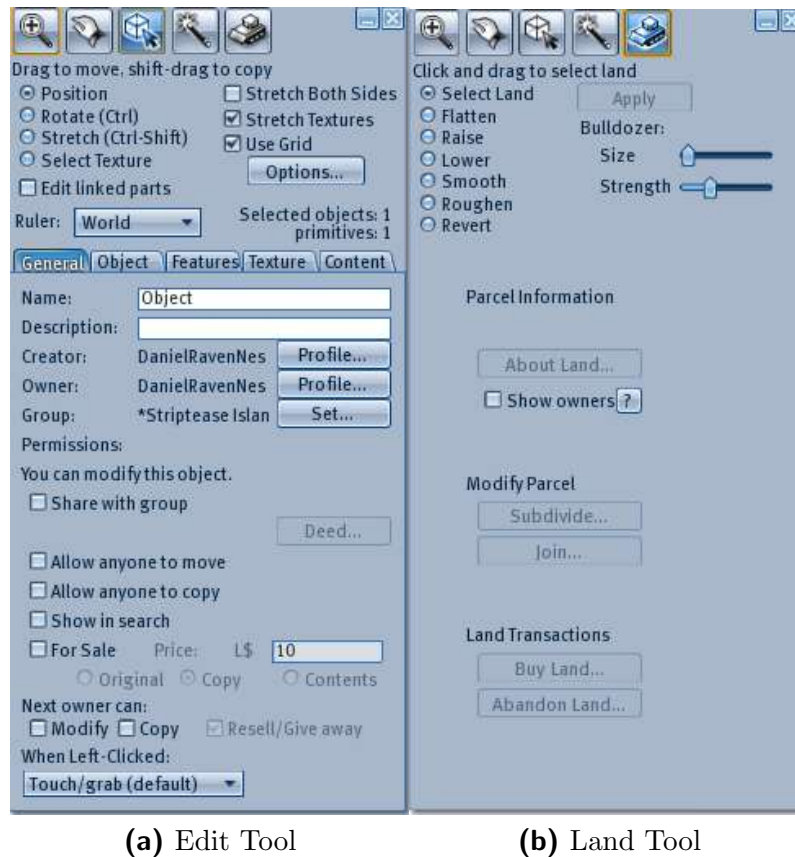 Drag to move, shift-drag to copy
Position
Stretch Both Sides
Rotate (Ctrl)
Stretch Textures
Stretch (Ctrl-Shift)
Use Grid
Select Texture
Options...
Edit linked parts
Ruler: World
Selected objects: 1
primitives: 1
General Object Features Texture Content
Name: Object
Description:
Creator: DanielRavenNes Profile...
Owner: DanielRavenNes Profile...
Group: *Striptease Islan Set...
Permissions:
You can modify this object.
Share with group
Deed...
Allow anyone to move
Allow anyone to copy
Show in search
For Sale Price: L$ 10
Original Copy Contents
Next owner can:
Modify Copy Resell/Give away
When Left-Clicked:
Touch/grab (default)
(a) Edit Tool
Click and drag to select land
Select Land
Apply
Flatten
Bulldozer:
Raise
Size
Lower
Smooth
Strength
Roughen
Revert
Parcel Information
About Land...
Show owners ?
Modify Parcel
Subdivide...
Join...
Land Transactions
Buy Land...
Abandon Land...
(b) Land Tool